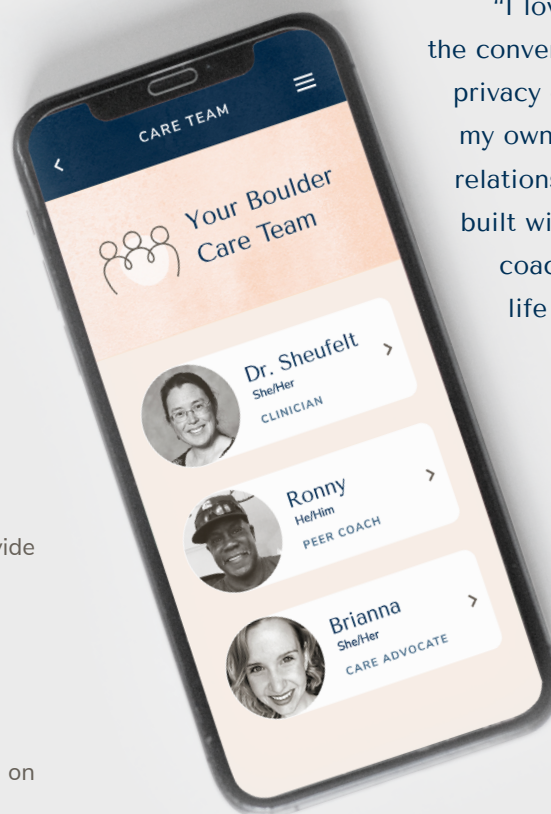 "I lov
the conve
privacy
my own
relations
built wi
coac
life
CARE TEAM
Your Boulder
Care Team
Dr. Sheufelt
She/Her
CLINICIAN
Ronny
He/Him
PEER COACH
Brianna
She/Her
CARE ADVOCATE
vide
on